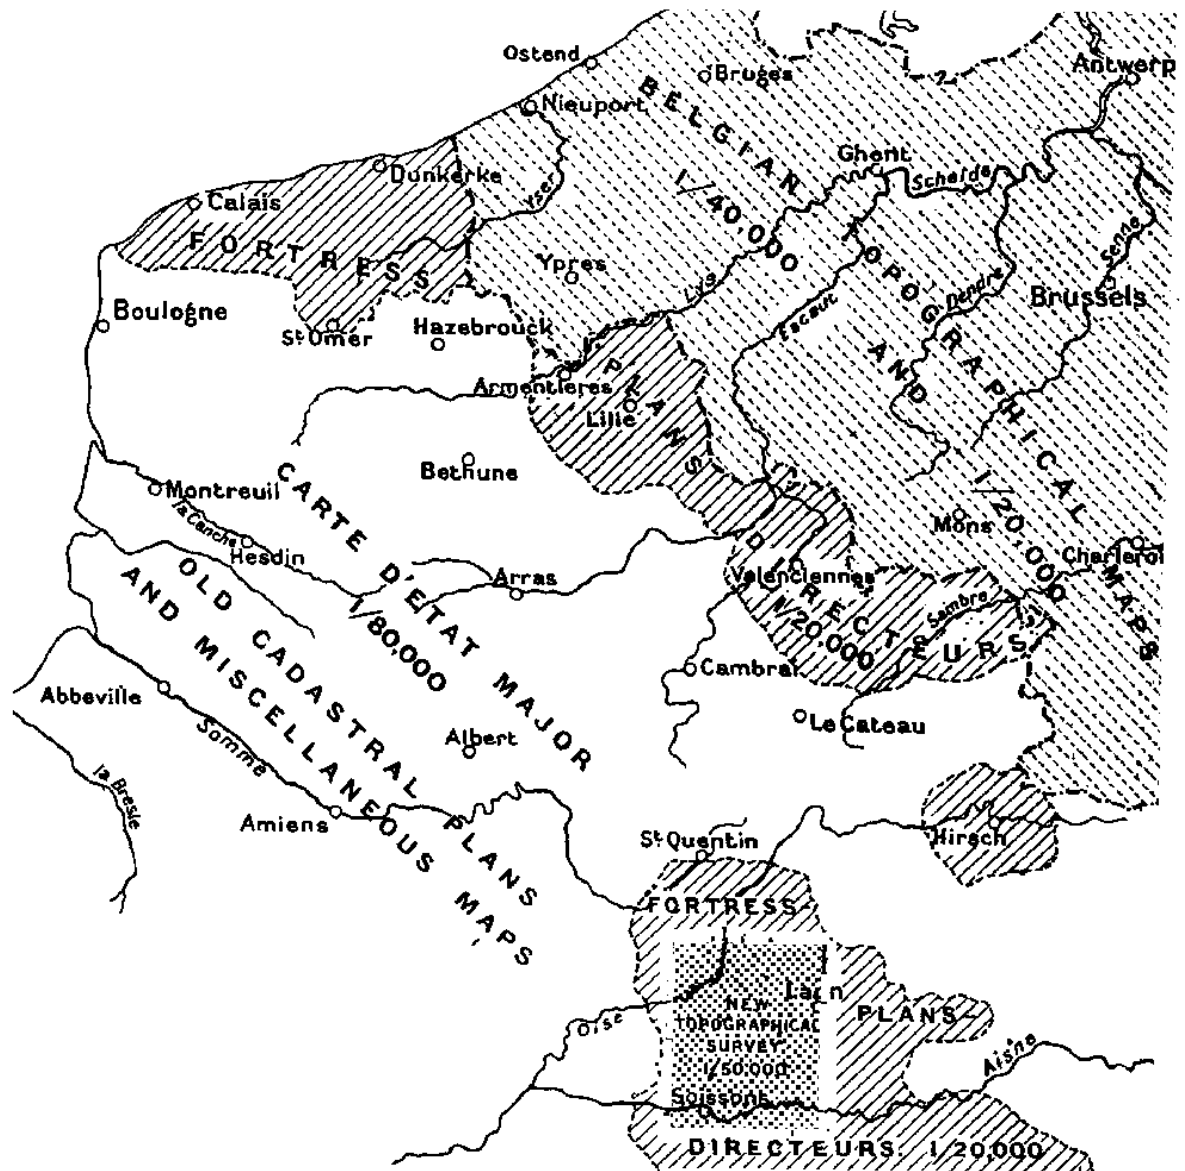 Ostend
Bruges
Antwerp
Nieuport
BELGIAN TOPOGRAPHICAL MAPS
1/40,000
AND
1/20,000
Ghent
Schelde
Dunkerke
Yser
Calais
FORTRESS
Ypres
Lys
Escaut
Dendre
Senne
Brussels
Boulogne
St. Omer
Hazebrouck
Armentieres
PLANS
Lille
Bethune
Montreuil
la Canche
Hesdin
CARTE D'ETAT MAJOR
1/80,000
Arras
Mons
Charleroi
Valenciennes
DIRECTEURS
1/20,000
Sambre
OLD CADASTRAL PLANS
AND MISCELLANEOUS MAPS
Cambrai
Le Cateau
Abbeville
Somme
Albert
la Bresle
Amiens
St. Quentin
Hirsch
FORTRESS
Laon
PLANS
NEW
TOPOGRAPHICAL
SURVEY
1/50,000
Oise
Aisne
Soissons
DIRECTEURS. 1/20,000